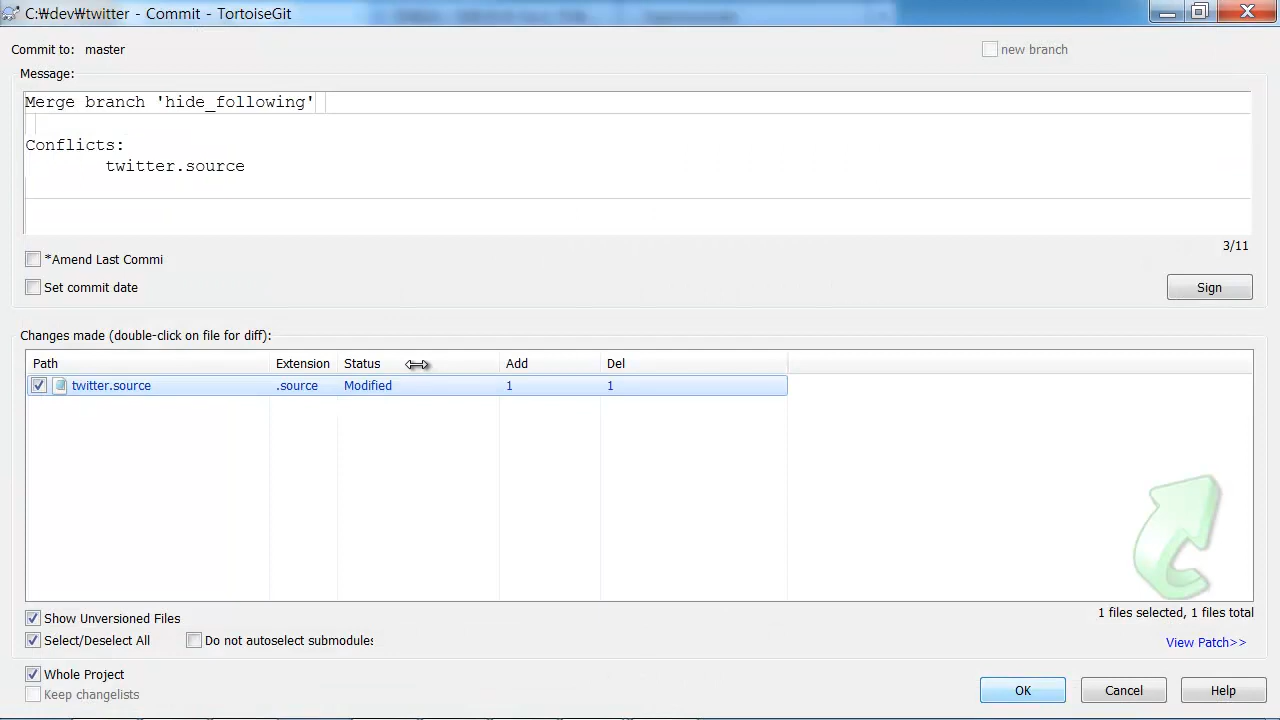 C:₩dev₩twitter - Commit - TortoiseGit
Commit to: master
new branch
Message:
Merge branch 'hide_following'
Conflicts:
twitter.source
3/11
*Amend Last Commi
Set commit date
Sign
Changes made (double-click on file for diff):
Path Extension Status Add Del
twitter.source .source Modified 1 1
Show Unversioned Files
1 files selected, 1 files total
Select/Deselect All Do not autoselect submodules
View Patch>>
Whole Project
Keep changelists
OK Cancel Help